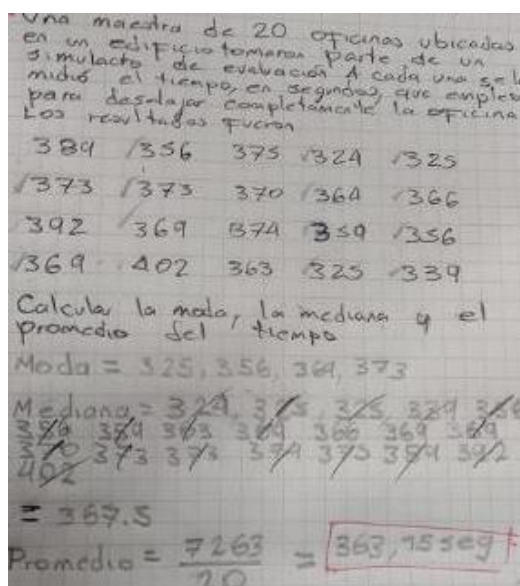 Una maestra de 20 oficinas ubicadas
en un edificio tomaron parte de un
simulacro de evaluación A cada una se l
midió el tiempo, en segundos, que emplea
para desalojar completamente la oficina
Los resultados fueron
389 356 375 324 325
373 373 370 364 366
392 369 374 359 356
369 402 363 325 339
Calcula la moda, la mediana y el
promedio del tiempo
Moda = 325, 356, 369, 373
Mediana = 324, 325, 325, 339 356
356 359 363 364 366 369 369
370 373 373 374 375 389 392
402
= 367.5
Promedio = 7263 / 20 = 363,15 seg